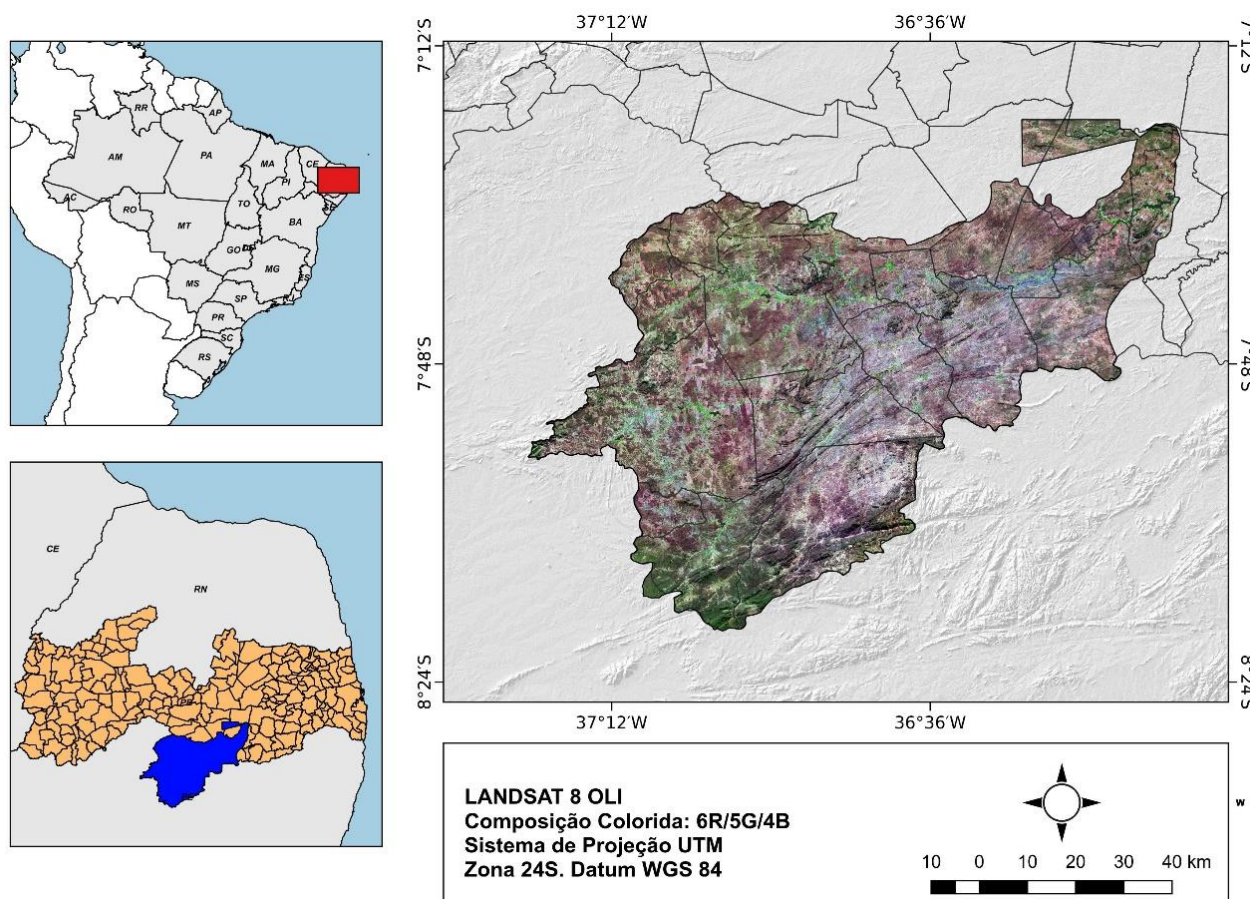 RR
AP
AM
PA
MA
CE
PI
AC
RO
TO
BA
MT
GO
DF
MG
ES
MS
SP
PR
SC
RS
CE
RN
37°12'W
36°36'W
7°12'S
7°12'S
7°48'S
7°48'S
8°24'S
8°24'S
37°12'W
36°36'W
LANDSAT 8 OLI
Composição Colorida: 6R/5G/4B
Sistema de Projeção UTM
Zona 24S. Datum WGS 84
10 0 10 20 30 40 km
w